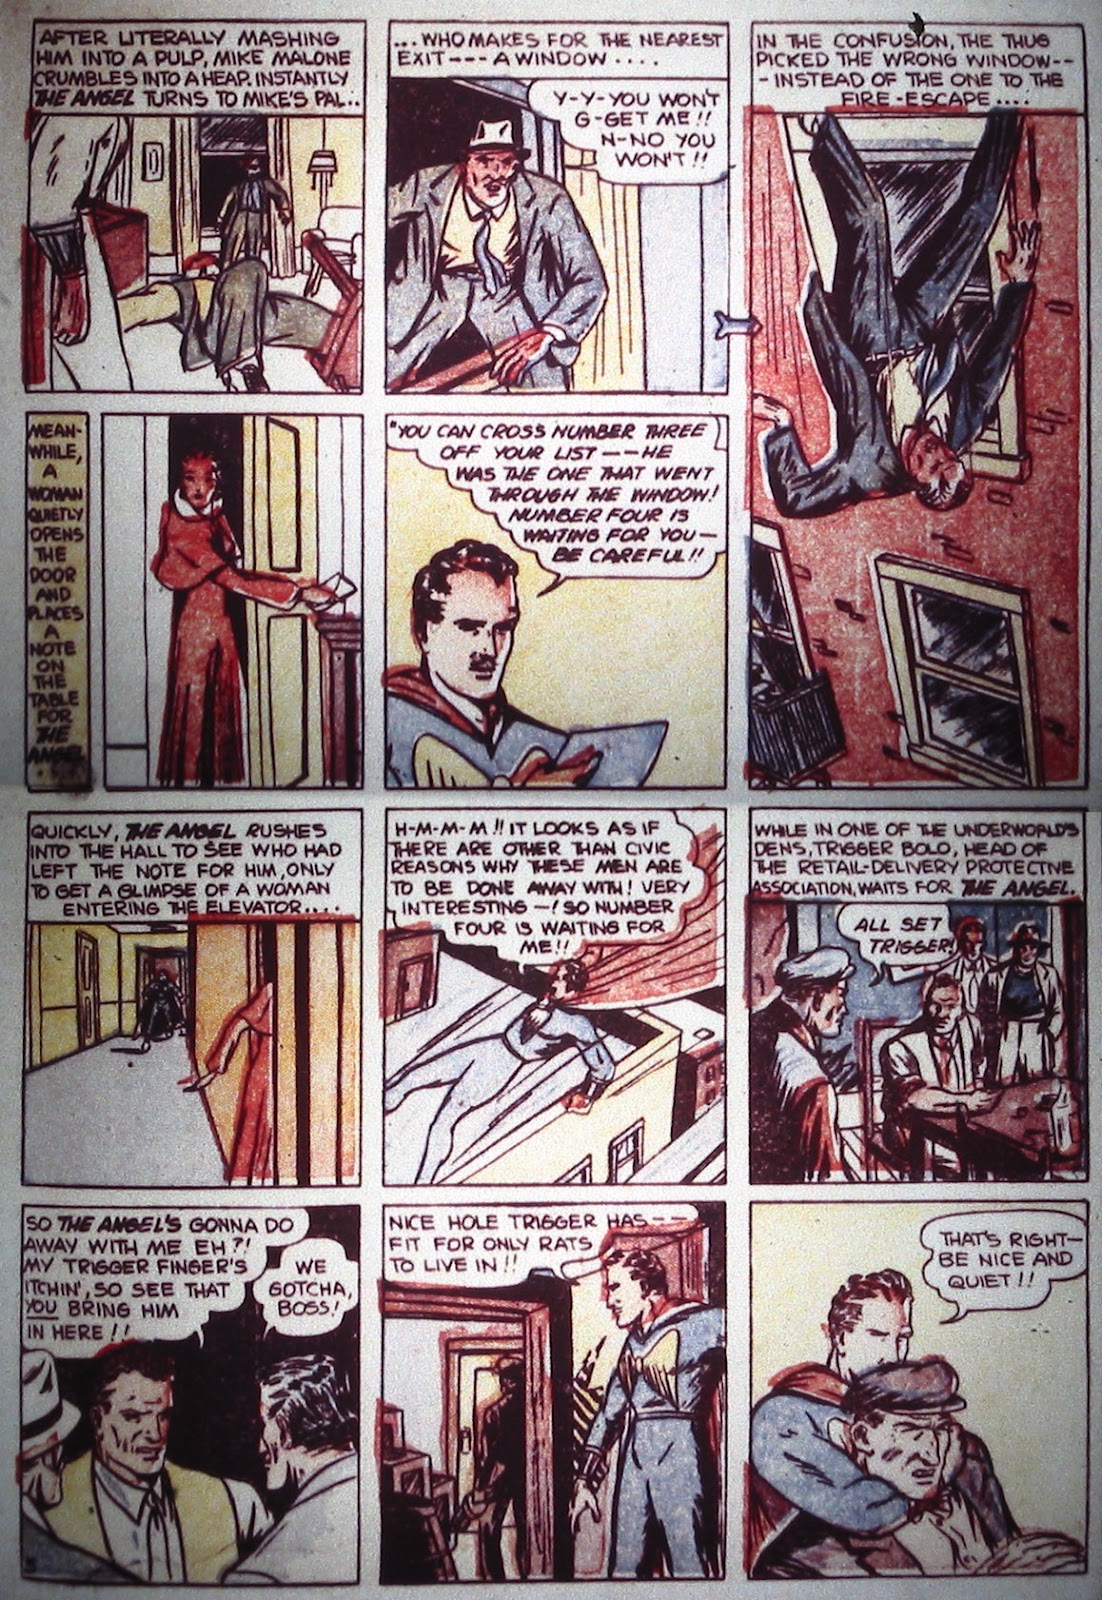 AFTER LITERALLY MASHING
HIM INTO A PULP, MIKE MALONE
CRUMBLES INTO A HEAP. INSTANTLY
THE ANGEL TURNS TO MIKE'S PAL..
...WHO MAKES FOR THE NEAREST
EXIT --- A WINDOW ....
Y-Y-YOU WON'T
G-GET ME!!
N-NO YOU
WON'T!!
IN THE CONFUSION, THE THUG
PICKED THE WRONG WINDOW--
- INSTEAD OF THE ONE TO THE
FIRE-ESCAPE....
MEAN-
WHILE,
A
WOMAN
QUIETLY
OPENS
THE
DOOR
AND
PLACES
A
NOTE
ON
THE
TABLE
FOR
THE
ANGEL
....
"YOU CAN CROSS NUMBER THREE
OFF YOUR LIST --- HE
WAS THE ONE THAT WENT
THROUGH THE WINDOW!
NUMBER FOUR IS
WAITING FOR YOU—
BE CAREFUL!!
QUICKLY, THE ANGEL RUSHES
INTO THE HALL TO SEE WHO HAD
LEFT THE NOTE FOR HIM, ONLY
TO GET A GLIMPSE OF A WOMAN
ENTERING THE ELEVATOR....
H-M-M-M!! IT LOOKS AS IF
THERE ARE OTHER THAN CIVIC
REASONS WHY THESE MEN ARE
TO BE DONE AWAY WITH! VERY
INTERESTING —! SO NUMBER
FOUR IS WAITING FOR
ME!!
WHILE IN ONE OF THE UNDERWORLD'S
DENS, TRIGGER BOLO, HEAD OF
THE RETAIL-DELIVERY PROTECTIVE
ASSOCIATION, WAITS FOR THE ANGEL.
ALL SET
TRIGGER!
SO THE ANGEL'S GONNA DO
AWAY WITH ME EH?!
MY TRIGGER FINGER'S
ITCHIN', SO SEE THAT
YOU BRING HIM
IN HERE!!
WE
GOTCHA,
BOSS!
NICE HOLE TRIGGER HAS--
FIT FOR ONLY RATS
TO LIVE IN!!
THAT'S RIGHT—
BE NICE AND
QUIET!!